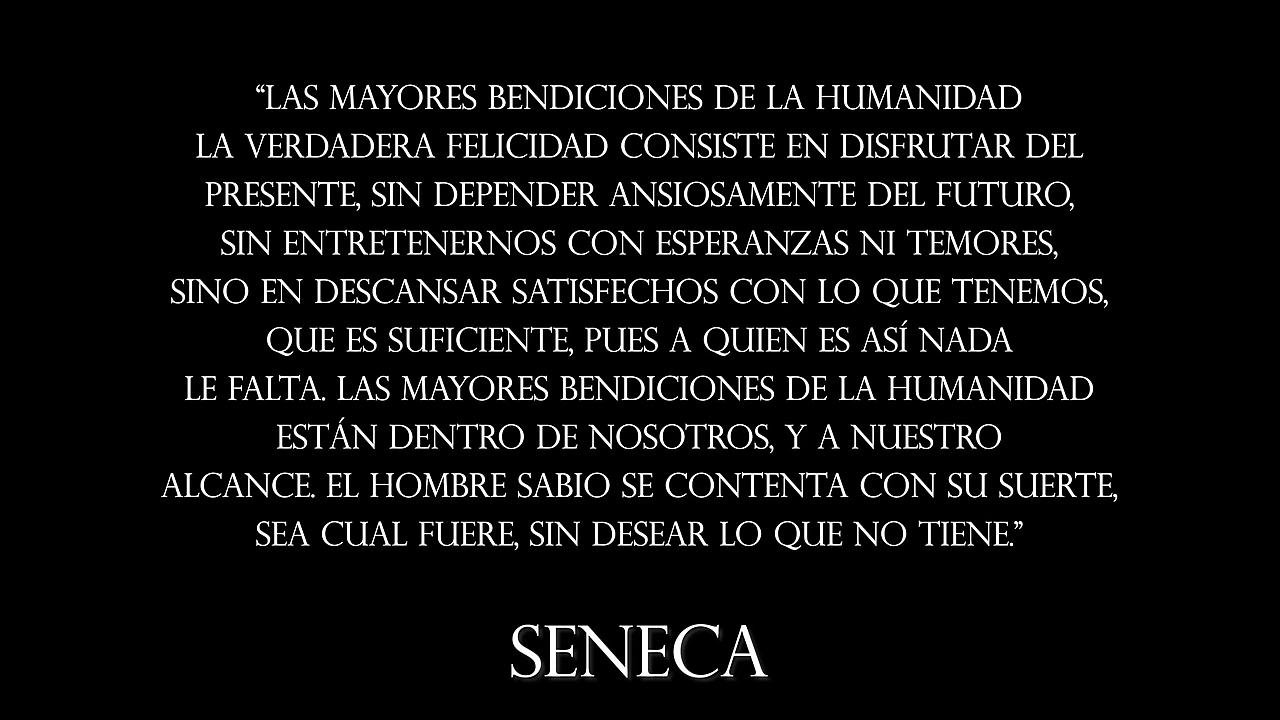 “LAS MAYORES BENDICIONES DE LA HUMANIDAD
LA VERDADERA FELICIDAD CONSISTE EN DISFRUTAR DEL
PRESENTE, SIN DEPENDER ANSIOSAMENTE DEL FUTURO,
SIN ENTRETENERNOS CON ESPERANZAS NI TEMORES,
SINO EN DESCANSAR SATISFECHOS CON LO QUE TENEMOS,
QUE ES SUFICIENTE, PUES A QUIEN ES ASÍ NADA
LE FALTA. LAS MAYORES BENDICIONES DE LA HUMANIDAD
ESTÁN DENTRO DE NOSOTROS, Y A NUESTRO
ALCANCE. EL HOMBRE SABIO SE CONTENTA CON SU SUERTE,
SEA CUAL FUERE, SIN DESEAR LO QUE NO TIENE.”
SENECA